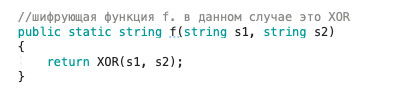 //шифрующая функция f. в данном случае это XOR
public static string f(string s1, string s2)
{
return XOR(s1, s2);
}